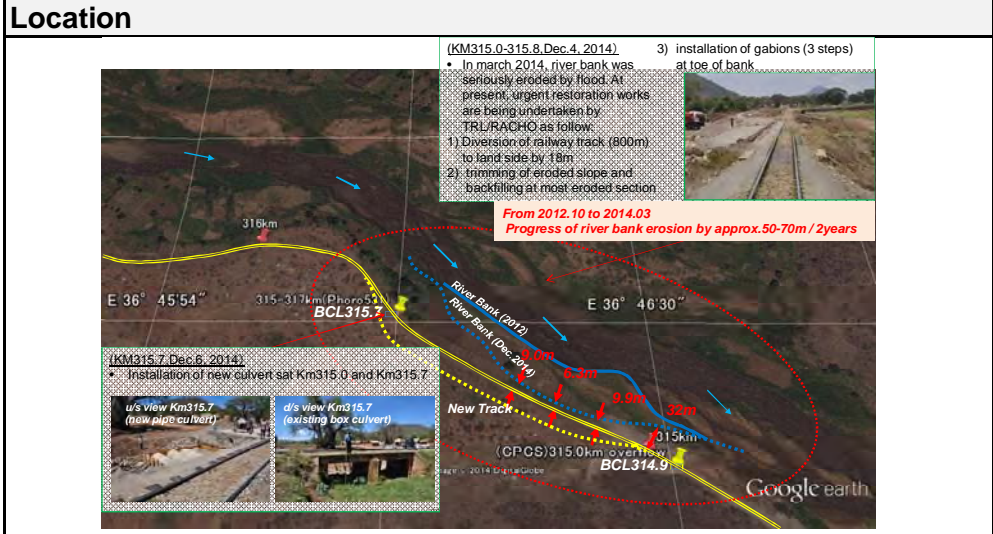 Location
(KM315.0-315.8,Dec.4, 2014)
• In march 2014, river bank was
seriously eroded by flood. At
present, urgent restoration works
are being undertaken by
TRL/RACHO as follow:
1) Diversion of railway track (800m)
to land side by 18m
2) trimming of eroded slope and
backfilling at most eroded section
3) installation of gabions (3 steps)
at toe of bank
From 2012.10 to 2014.03
Progress of river bank erosion by approx.50-70m / 2years
316km
E 36° 45'54"
315-317km(Phoro5
BCL315.7
E 36° 46'30"
River Bank (2012)
River Bank (Dec.2014)
9.0m
6.3m
9.9m
32m
New Track
015km
(CPCS)315.0km overflow
BCL314.9
(KM315.7,Dec.6, 2014)
• Installation of new culvert sat Km315.0 and Km315.7
u/s view Km315.7
(new pipe culvert)
d/s view Km315.7
(existing box culvert)
age © 2014 DigitalGlobe
Google earth